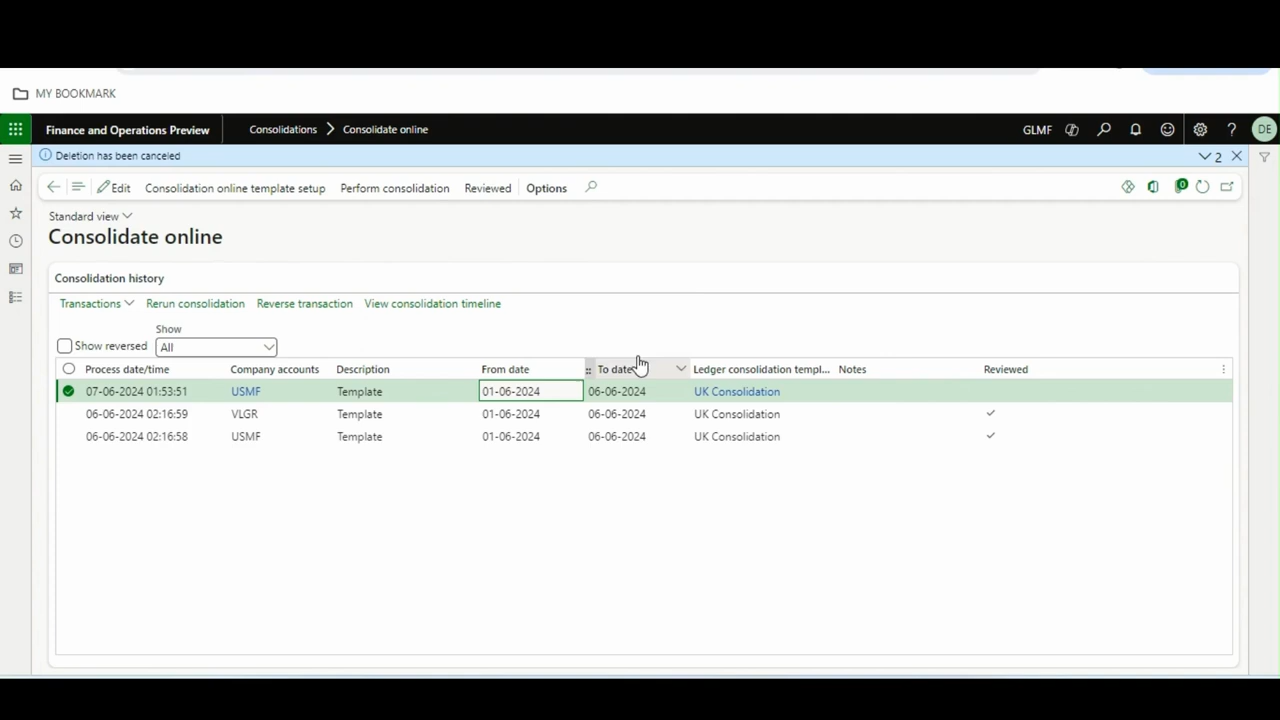 MY BOOKMARK
Finance and Operations Preview Consolidations Consolidate online GLMF ? DE
Deletion has been canceled 2
Edit Consolidation online template setup Perform consolidation Reviewed Options 0
Standard view
Consolidate online
Consolidation history
Transactions Rerun consolidation Reverse transaction View consolidation timeline
Show
Show reversed All
Process date/time Company accounts Description From date To date Ledger consolidation templ... Notes Reviewed
07-06-2024 01:53:51 USMF Template 01-06-2024 06-06-2024 UK Consolidation
06-06-2024 02:16:59 VLGR Template 01-06-2024 06-06-2024 UK Consolidation
06-06-2024 02:16:58 USMF Template 01-06-2024 06-06-2024 UK Consolidation